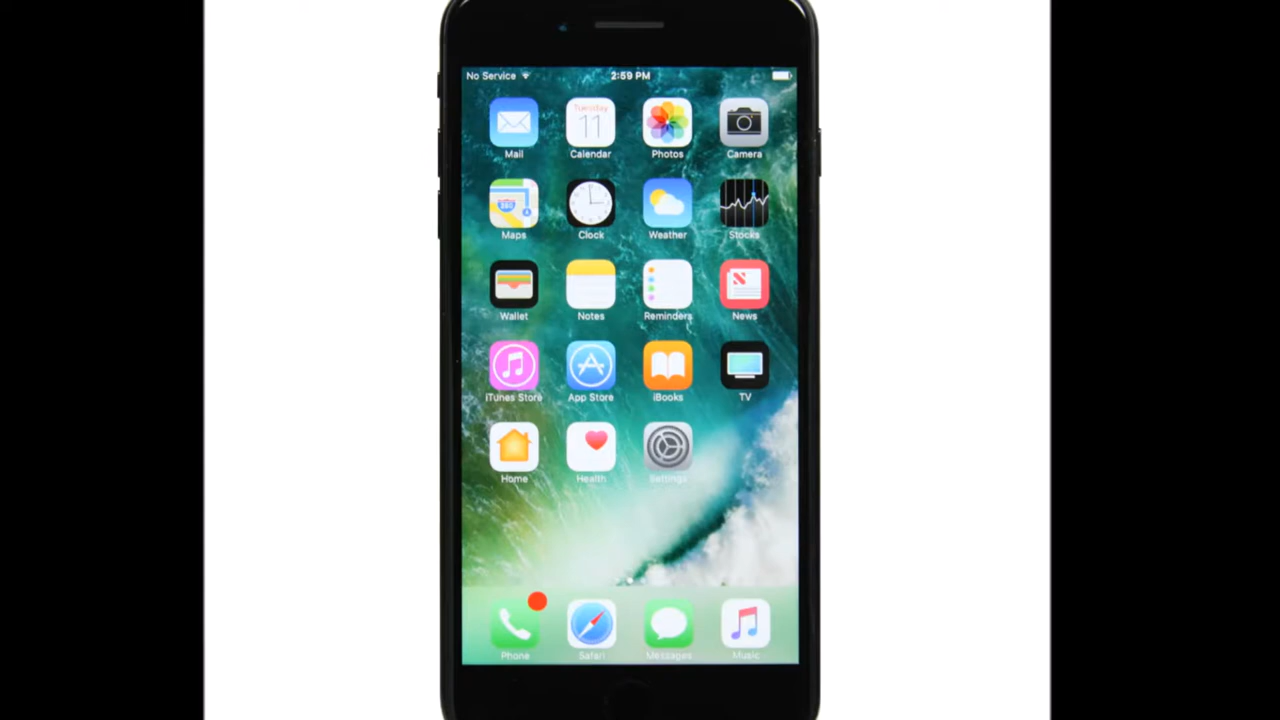 No Service 2:59 PM
Tuesday
11
Mail Calendar Photos Camera
280
Maps Clock Weather Stocks
Wallet Notes Reminders News
iTunes Store App Store iBooks TV
Home Health Settings
Phone Safari Messages Music